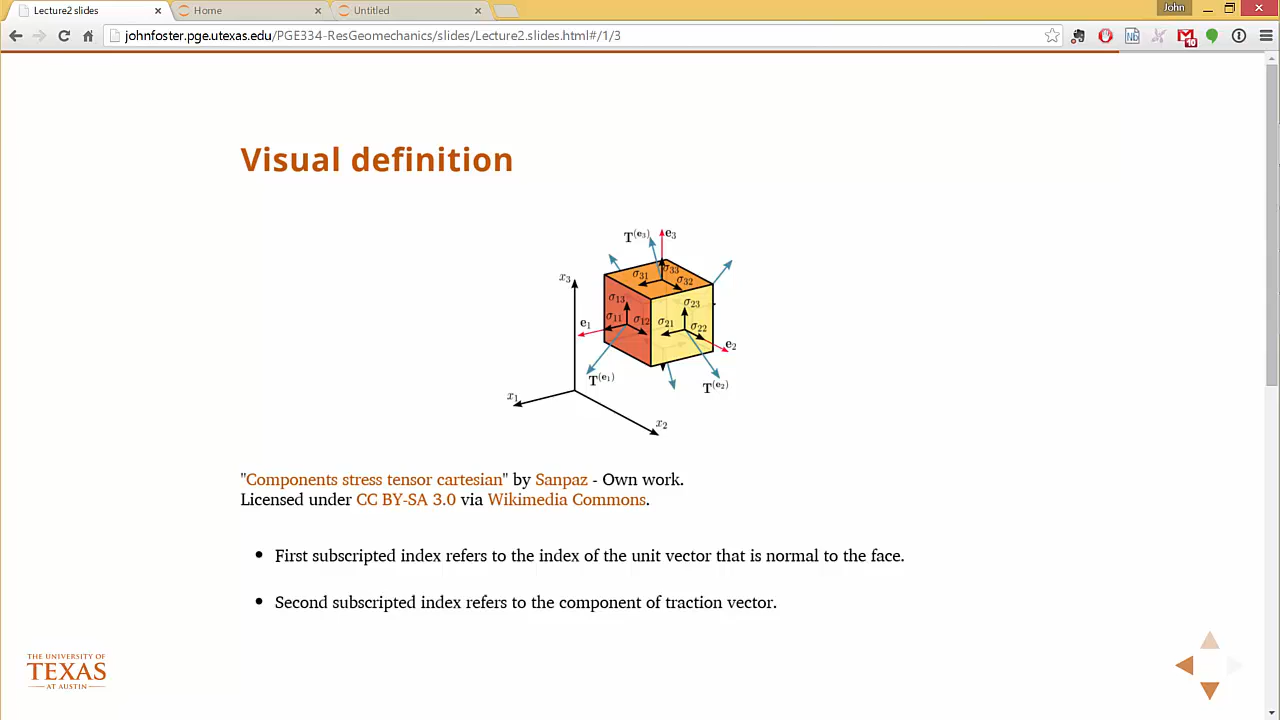 Lecture2 slides
Home
Untitled
John
johnfoster.pge.utexas.edu/PGE334-ResGeomechanics/slides/Lecture2.slides.html#/1/3
Nb
10
Visual definition
T(e3) e3
x3
σ31 σ33 σ32
σ13 σ23
e1 σ11 σ12 σ21 σ22
e2
T(e1) T(e2)
x1
x2
"Components stress tensor cartesian" by Sanpaz - Own work.
Licensed under CC BY-SA 3.0 via Wikimedia Commons.
• First subscripted index refers to the index of the unit vector that is normal to the face.
• Second subscripted index refers to the component of traction vector.
THE UNIVERSITY OF
TEXAS
AT AUSTIN